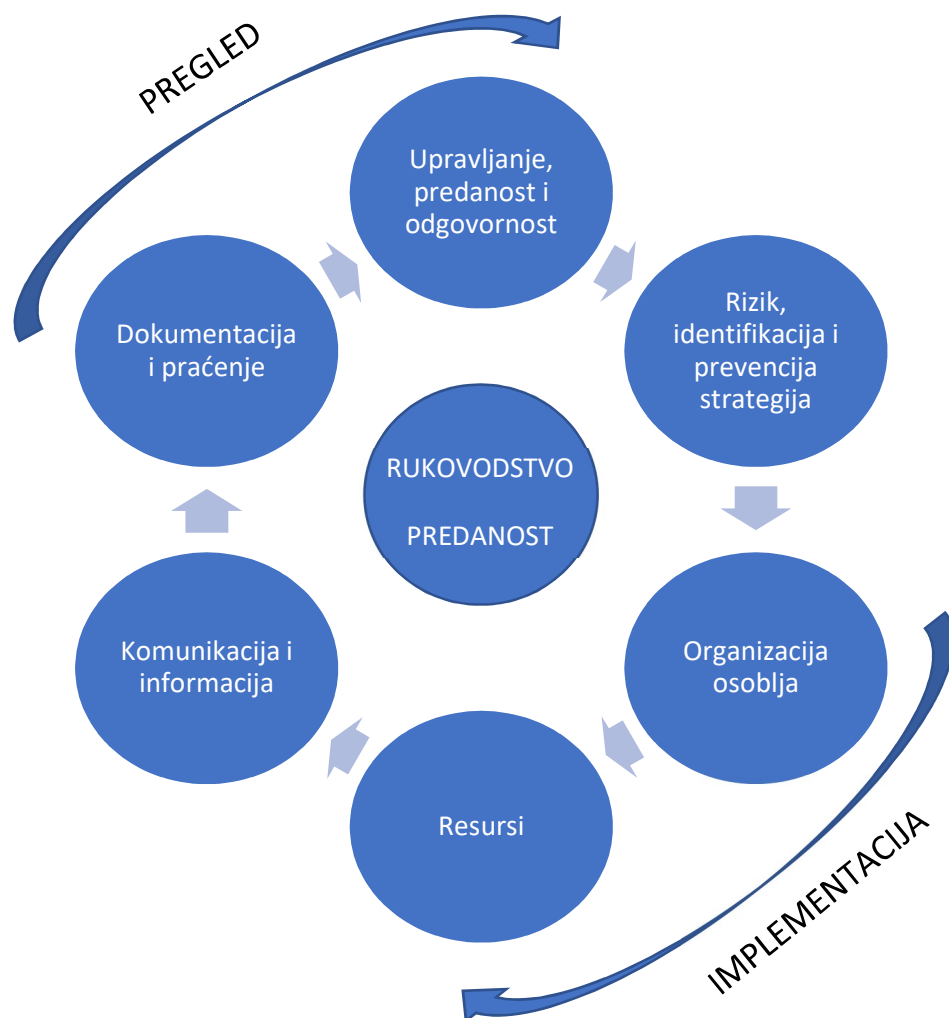 PREGLED
Upravljanje,
predanost i
odgovornost
Rizik,
identifikacija i
prevencija
strategija
Dokumentacija
i praćenje
RUKOVODSTVO
PREDANOST
Komunikacija i
informacija
Organizacija
osoblja
Resursi
IMPLEMENTACIJA